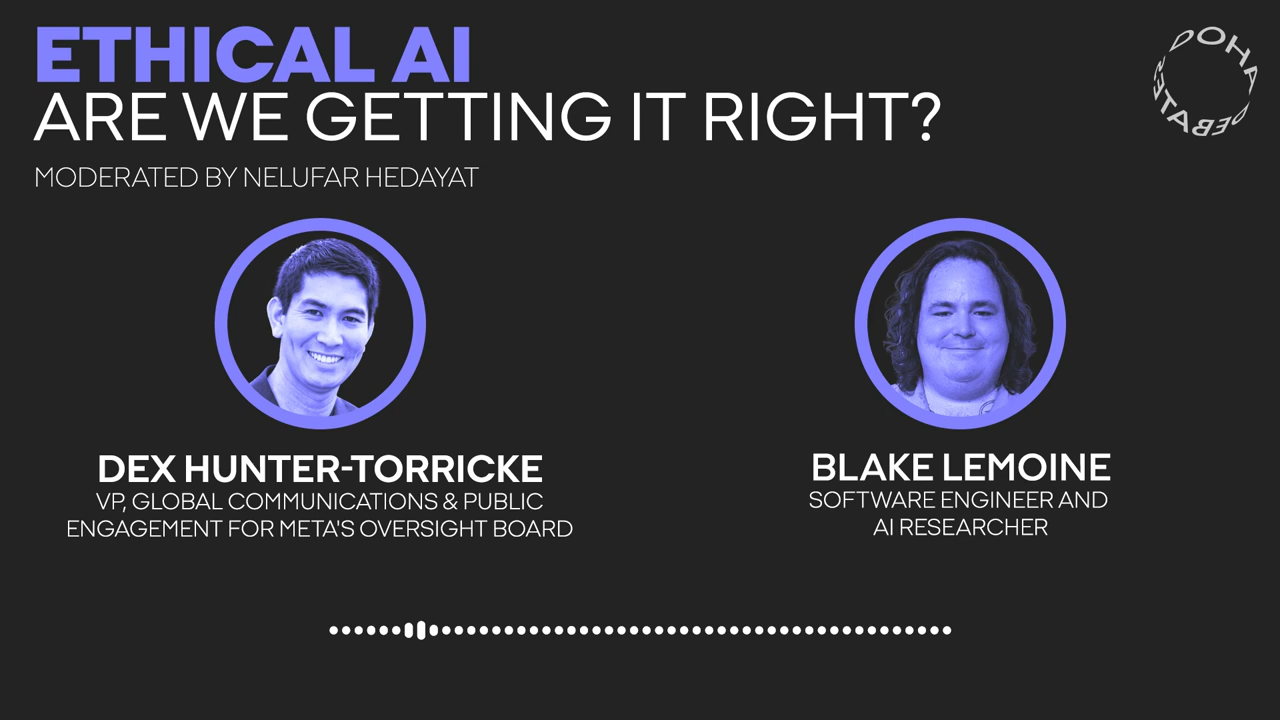 ETHICAL AI
ARE WE GETTING IT RIGHT?
MODERATED BY NELUFAR HEDAYAT
DOHA DEBATES
DEX HUNTER-TORRICKE
VP, GLOBAL COMMUNICATIONS & PUBLIC
ENGAGEMENT FOR META'S OVERSIGHT BOARD
BLAKE LEMOINE
SOFTWARE ENGINEER AND
AI RESEARCHER